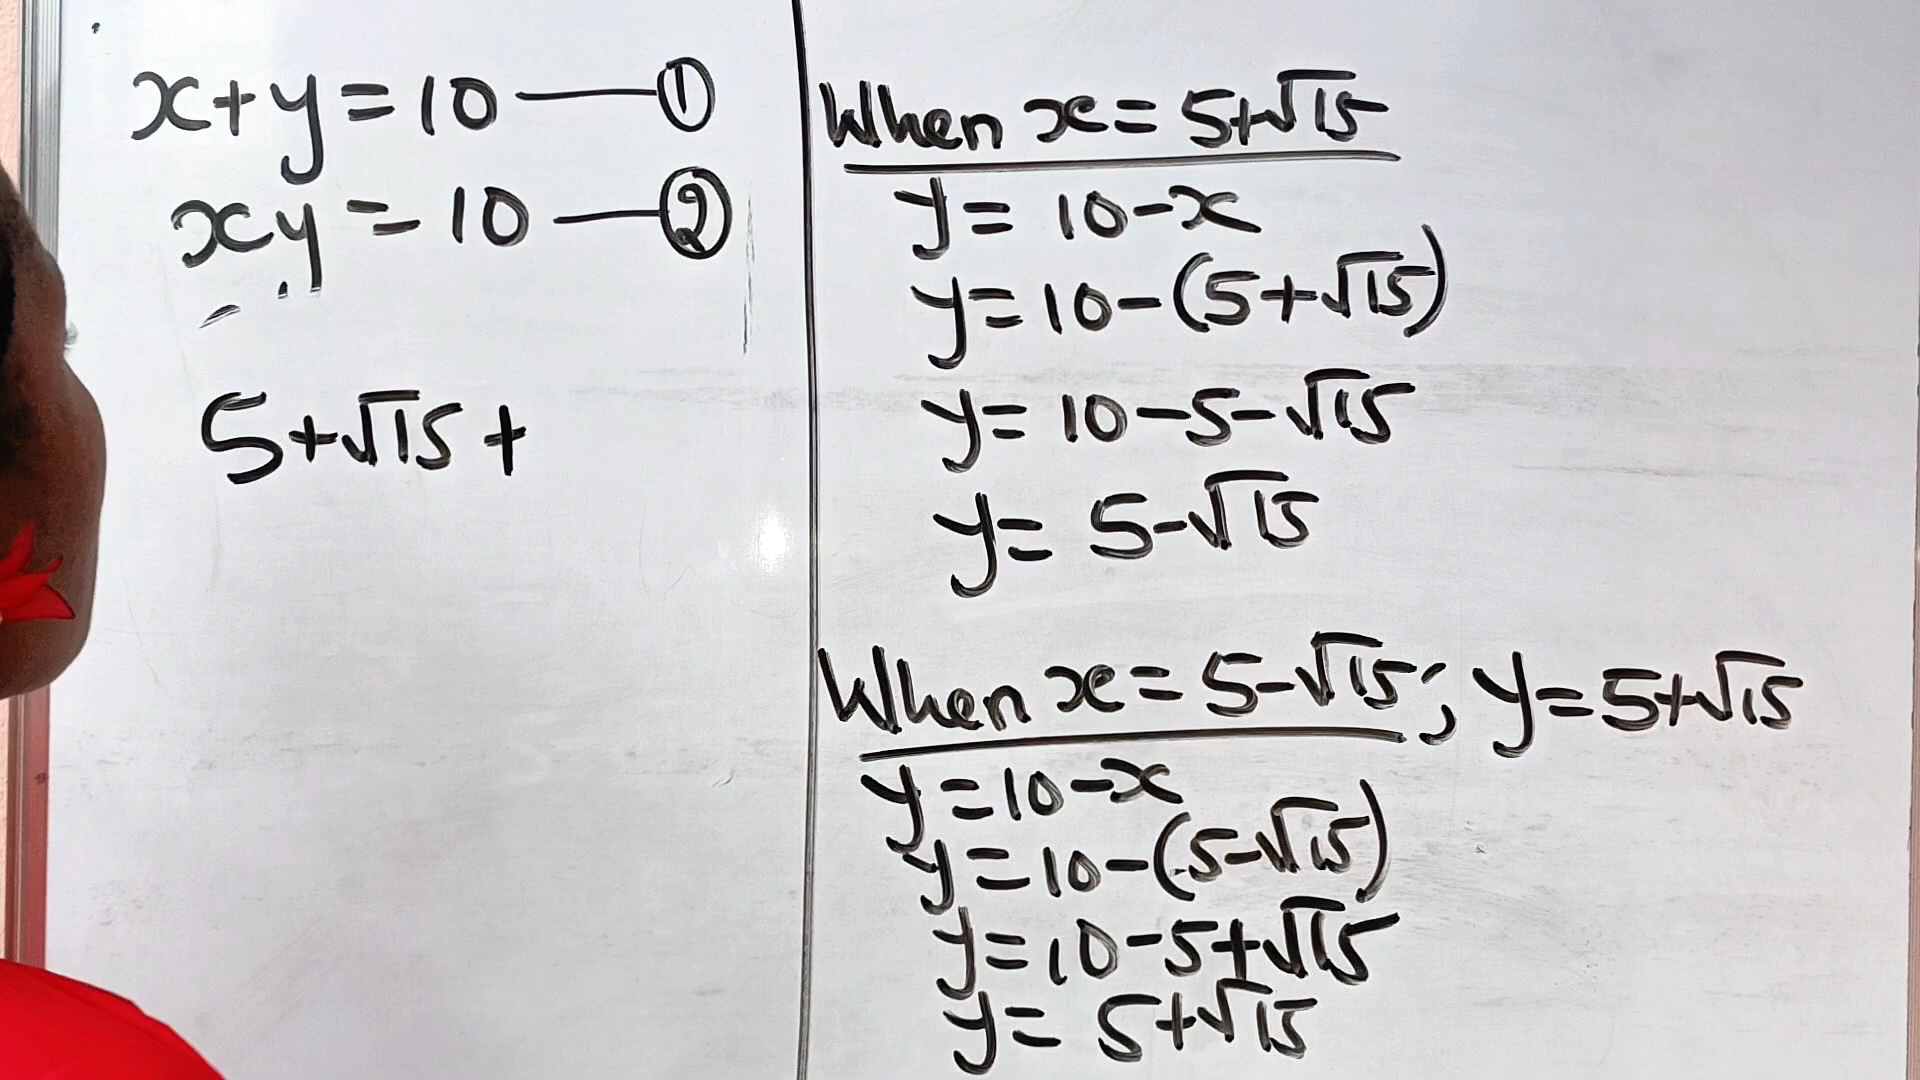 x+y=10 —— ①
xy=10 —— ②
5+√15 +
When x= 5+√15
y= 10-x
y= 10-(5+√15)
y= 10-5-√15
y= 5-√15
When x= 5-√15; y=5+√15
y=10-x
y=10-(5-√15)
y=10-5+√15
y= 5+√15